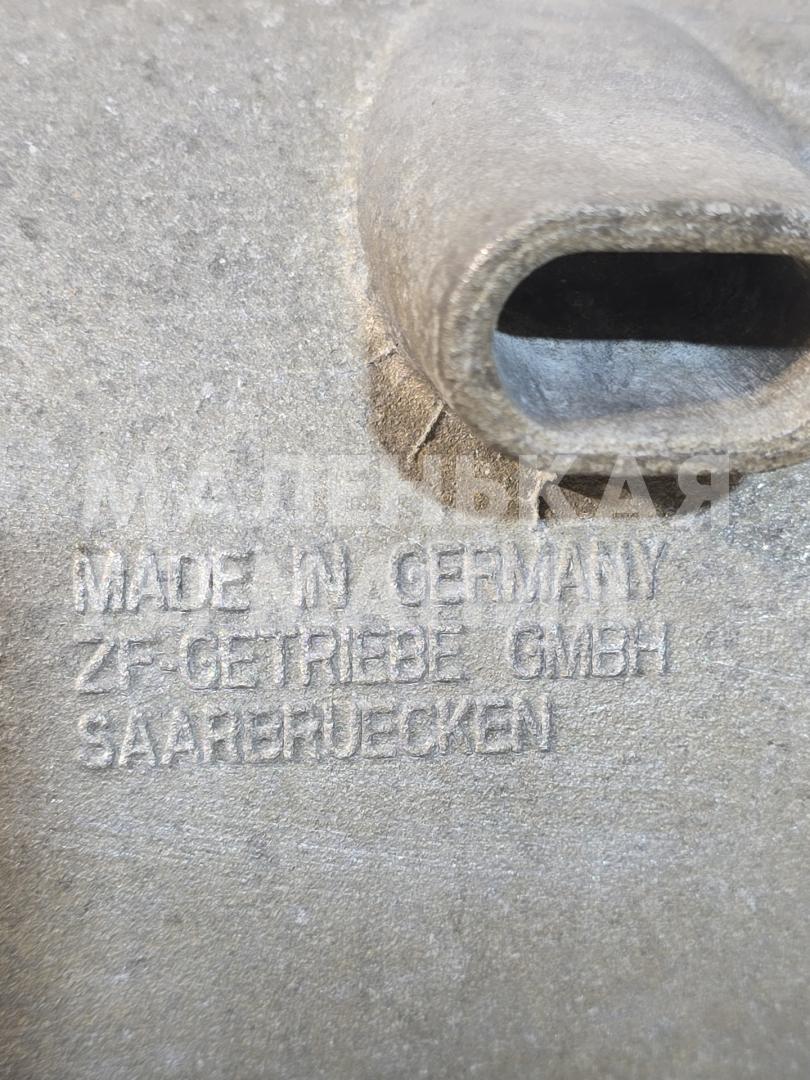 МАЛЕНЬКАЯ
MADE IN GERMANY
ZF-GETRIEBE GMBH
SAARBRUECKEN